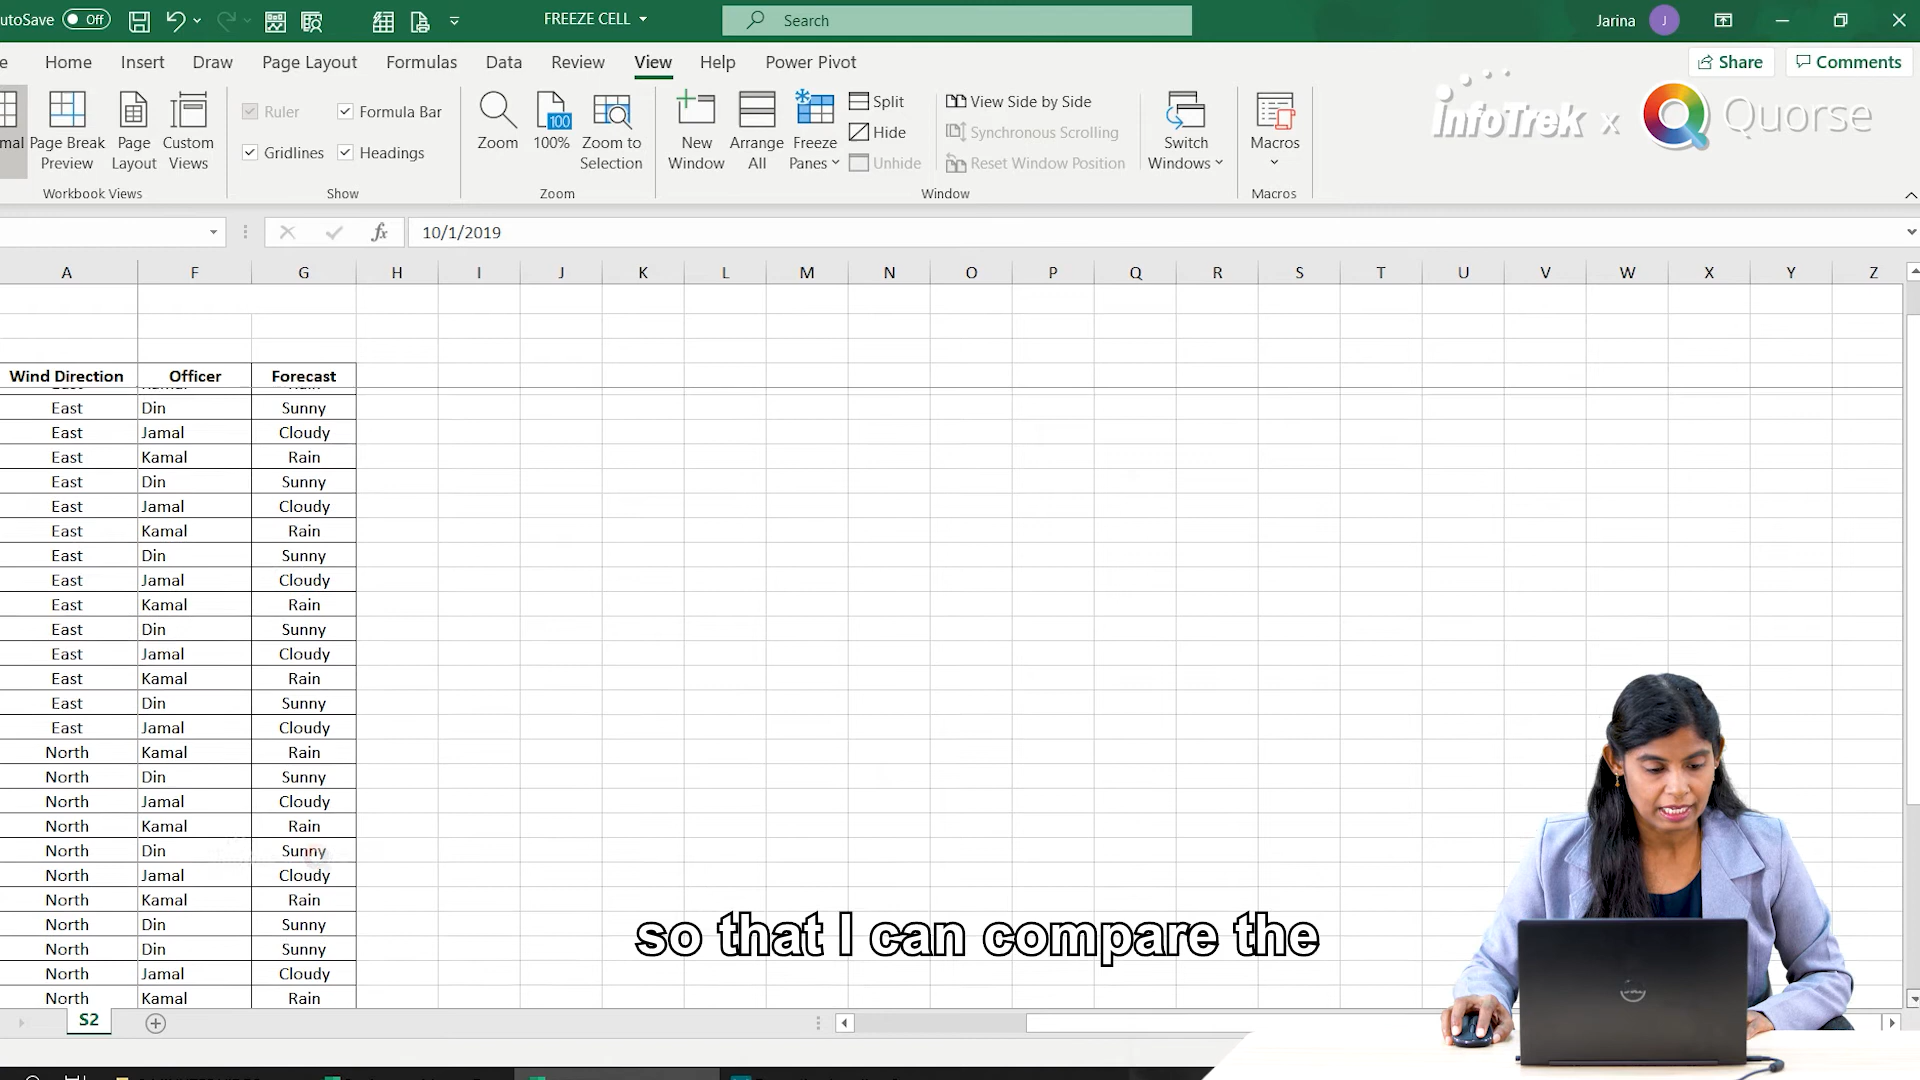 AutoSave Off FREEZE CELL Search Jarina J
Home Insert Draw Page Layout Formulas Data Review View Help Power Pivot Share Comments
Page Break Preview Page Layout Custom Views
Workbook Views
Ruler Formula Bar
Gridlines Headings
Show
Zoom 100% Zoom to Selection
Zoom
New Window Arrange All Freeze Panes
Split View Side by Side
Hide Synchronous Scrolling
Unhide Reset Window Position
Switch Windows
Window
Macros
Macros
infoTrek x Quorse
fx 10/1/2019
A F G H I J K L M N O P Q R S T U V W X Y Z
Wind Direction Officer Forecast
East Din Sunny
East Jamal Cloudy
East Kamal Rain
East Din Sunny
East Jamal Cloudy
East Kamal Rain
East Din Sunny
East Jamal Cloudy
East Kamal Rain
East Din Sunny
East Jamal Cloudy
East Kamal Rain
East Din Sunny
East Jamal Cloudy
North Kamal Rain
North Din Sunny
North Jamal Cloudy
North Kamal Rain
North Din Sunny
North Jamal Cloudy
North Kamal Rain
North Din Sunny
North Din Sunny
North Jamal Cloudy
North Kamal Rain
so that I can compare the
S2